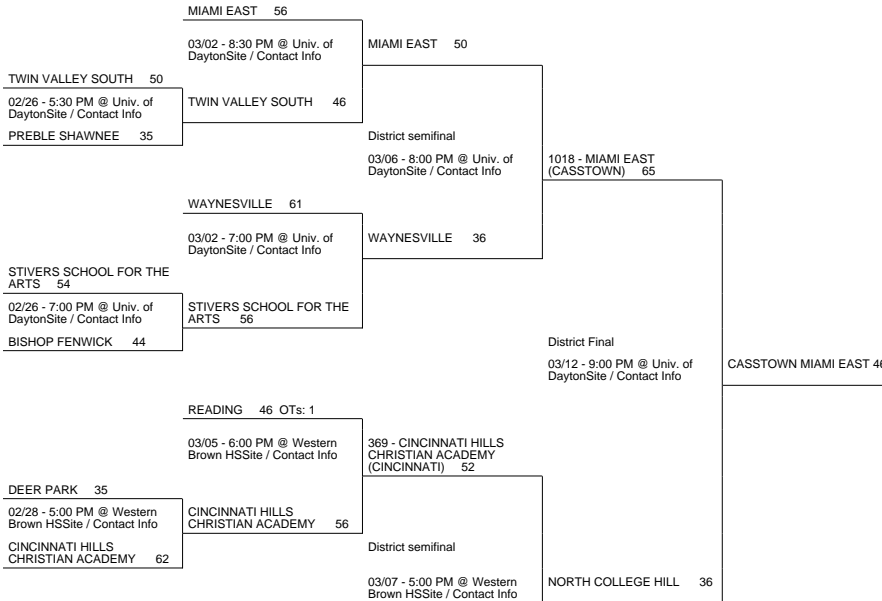 MIAMI EAST 56
03/02 - 8:30 PM @ Univ. of
DaytonSite / Contact Info
MIAMI EAST 50
TWIN VALLEY SOUTH 50
02/26 - 5:30 PM @ Univ. of
DaytonSite / Contact Info
TWIN VALLEY SOUTH 46
PREBLE SHAWNEE 35
District semifinal
03/06 - 8:00 PM @ Univ. of
DaytonSite / Contact Info
1018 - MIAMI EAST
(CASSTOWN) 65
WAYNESVILLE 61
03/02 - 7:00 PM @ Univ. of
DaytonSite / Contact Info
WAYNESVILLE 36
STIVERS SCHOOL FOR THE
ARTS 54
02/26 - 7:00 PM @ Univ. of
DaytonSite / Contact Info
STIVERS SCHOOL FOR THE
ARTS 56
BISHOP FENWICK 44
District Final
03/12 - 9:00 PM @ Univ. of
DaytonSite / Contact Info
CASSTOWN MIAMI EAST 46
READING 46 OTs: 1
03/05 - 6:00 PM @ Western
Brown HSSite / Contact Info
369 - CINCINNATI HILLS
CHRISTIAN ACADEMY
(CINCINNATI) 52
DEER PARK 35
02/28 - 5:00 PM @ Western
Brown HSSite / Contact Info
CINCINNATI HILLS
CHRISTIAN ACADEMY 56
CINCINNATI HILLS
CHRISTIAN ACADEMY 62
District semifinal
03/07 - 5:00 PM @ Western
Brown HSSite / Contact Info
NORTH COLLEGE HILL 36